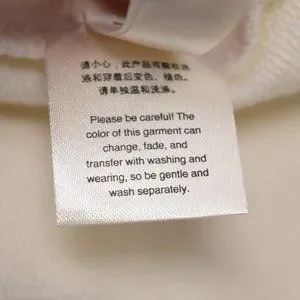 请小心，此产品可能在洗
涤和穿着后变色、褪色。
请单独温和洗涤。
Please be careful! The
color of this garment can
change, fade, and
transfer with washing and
wearing, so be gentle and
wash separately.